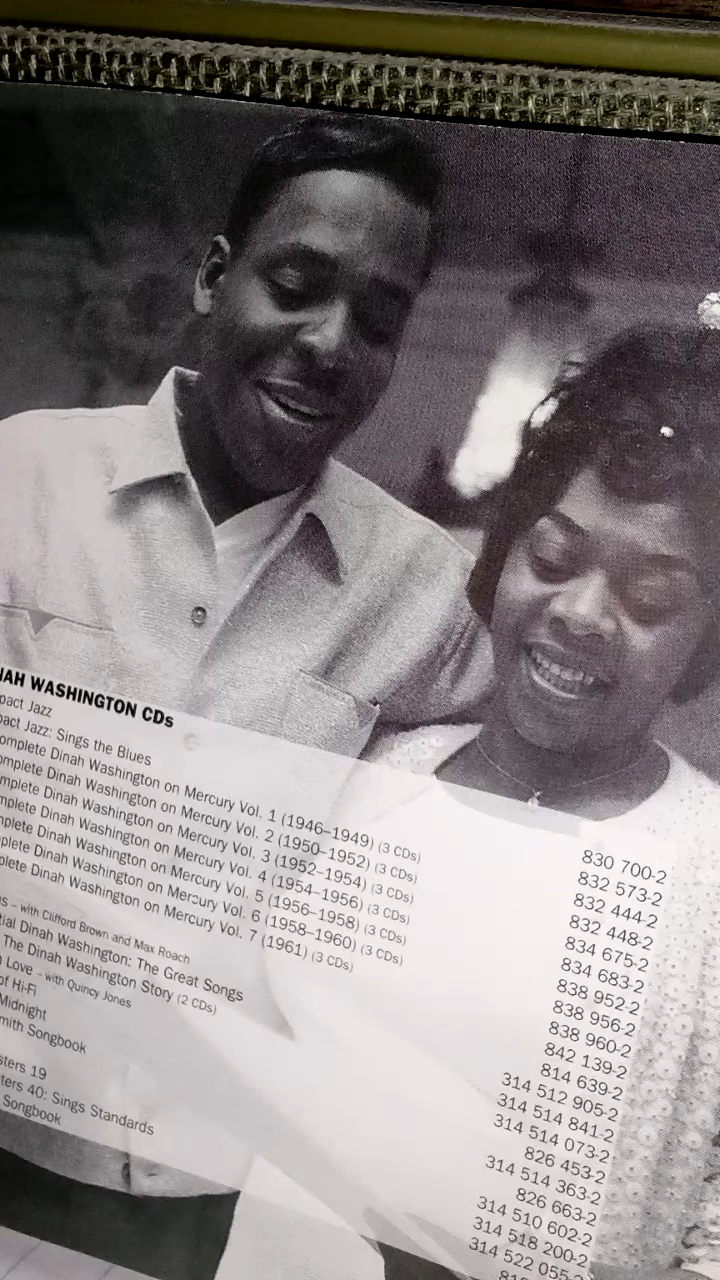 NAH WASHINGTON CDs
pact Jazz
pact Jazz: Sings the Blues
omplete Dinah Washington on Mercury Vol. 1 (1946–1949) (3 CDs)
omplete Dinah Washington on Mercury Vol. 2 (1950–1952) (3 CDs)
omplete Dinah Washington on Mercury Vol. 3 (1952–1954) (3 CDs)
mplete Dinah Washington on Mercury Vol. 4 (1954–1956) (3 CDs)
mplete Dinah Washington on Mercury Vol. 5 (1956–1958) (3 CDs)
plete Dinah Washington on Mercury Vol. 6 (1958–1960) (3 CDs)
plete Dinah Washington on Mercury Vol. 7 (1961) (3 CDs)
s – with Clifford Brown and Max Roach
tial Dinah Washington: The Great Songs
The Dinah Washington Story (2 CDs)
Love – with Quincy Jones
of Hi-Fi
Midnight
mith Songbook
sters 19
ters 40: Sings Standards
Songbook
830 700-2
832 573-2
832 444-2
832 448-2
834 675-2
834 683-2
838 952-2
838 956-2
838 960-2
842 139-2
814 639-2
314 512 905-2
314 514 841-2
314 514 073-2
826 453-2
314 514 363-2
826 663-2
314 510 602-2
314 518 200-2
314 522 055-2